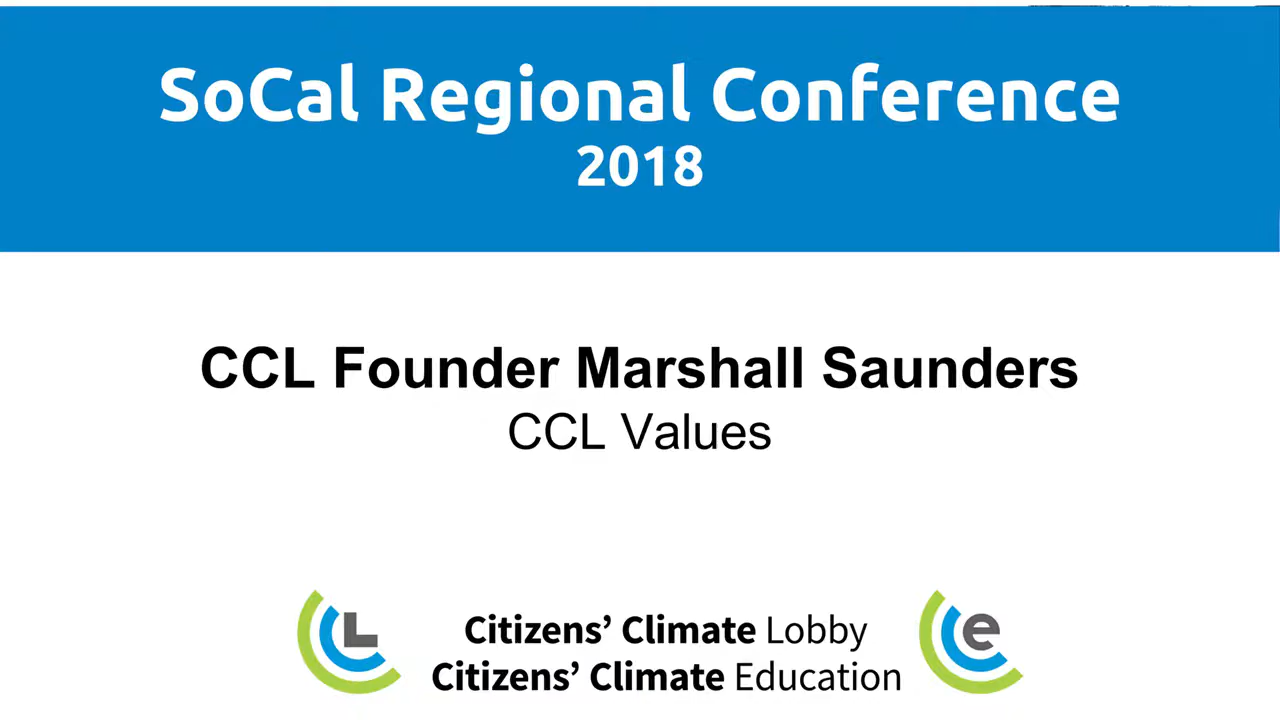 SoCal Regional Conference
2018
CCL Founder Marshall Saunders
CCL Values
L
Citizens’ Climate Lobby
Citizens’ Climate Education
e